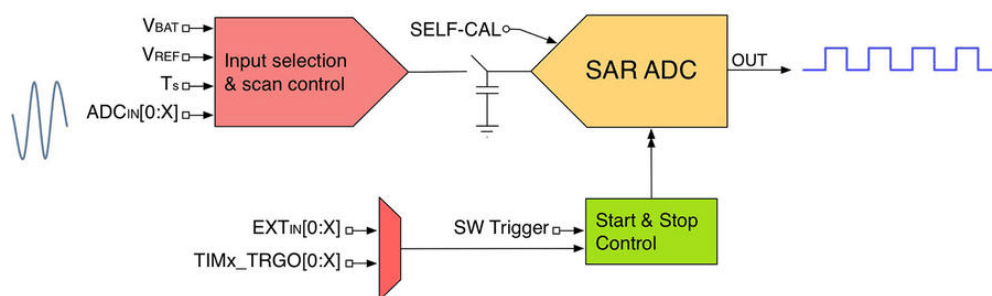 VBAT
VREF
Ts
ADCIN[0:X]
Input selection
& scan control
SELF-CAL
SAR ADC
OUT
EXTIN[0:X]
TIMx_TRGO[0:X]
SW Trigger
Start & Stop
Control